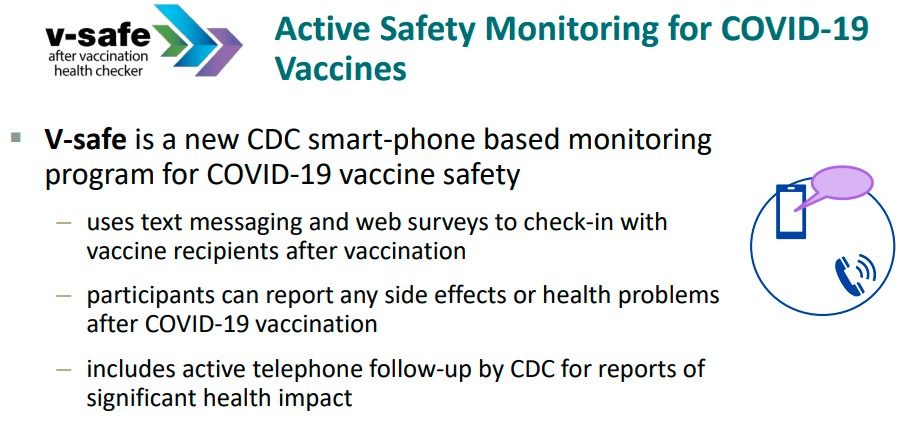 v-safe
after vaccination
health checker
Active Safety Monitoring for COVID-19
Vaccines
▪ V-safe is a new CDC smart-phone based monitoring
program for COVID-19 vaccine safety
– uses text messaging and web surveys to check-in with
vaccine recipients after vaccination
– participants can report any side effects or health problems
after COVID-19 vaccination
– includes active telephone follow-up by CDC for reports of
significant health impact